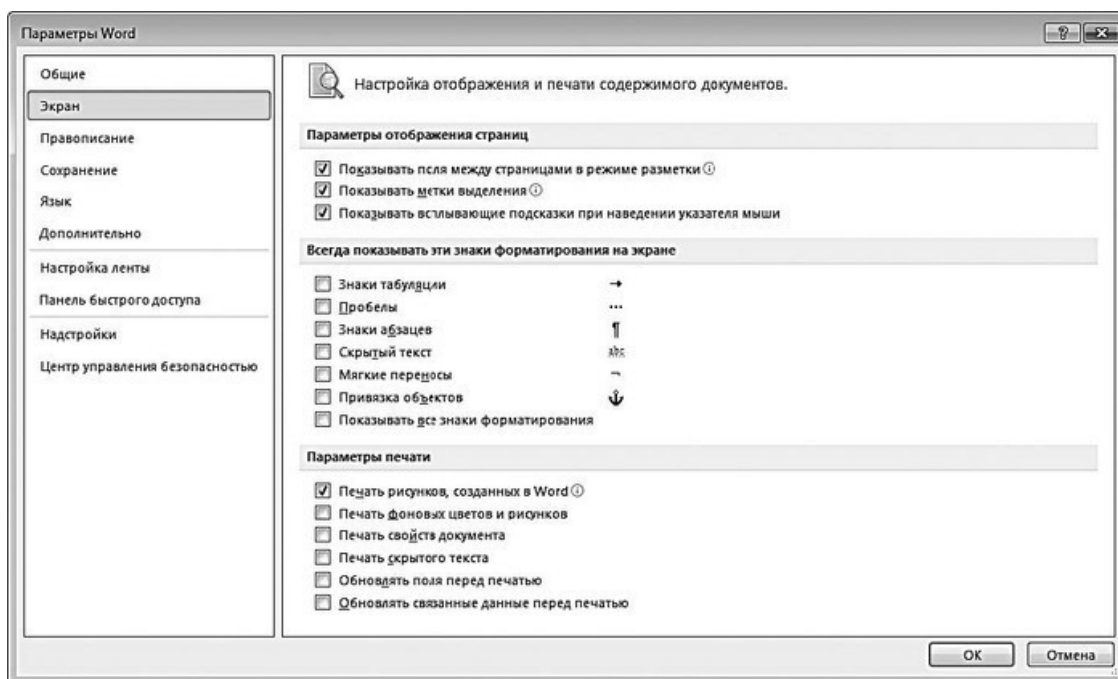 Параметры Word
Общие
Экран
Правописание
Сохранение
Язык
Дополнительно
Настройка ленты
Панель быстрого доступа
Надстройки
Центр управления безопасностью
Настройка отображения и печати содержимого документов.
Параметры отображения страниц
Показывать поля между страницами в режиме разметки
Показывать метки выделения
Показывать всплывающие подсказки при наведении указателя мыши
Всегда показывать эти знаки форматирования на экране
Знаки табуляции →
Пробелы ...
Знаки абзацев ¶
Скрытый текст abc
Мягкие переносы ¬
Привязка объектов
Показывать все знаки форматирования
Параметры печати
Печать рисунков, созданных в Word
Печать фоновых цветов и рисунков
Печать свойств документа
Печать скрытого текста
Обновлять поля перед печатью
Обновлять связанные данные перед печатью
ОК
Отмена